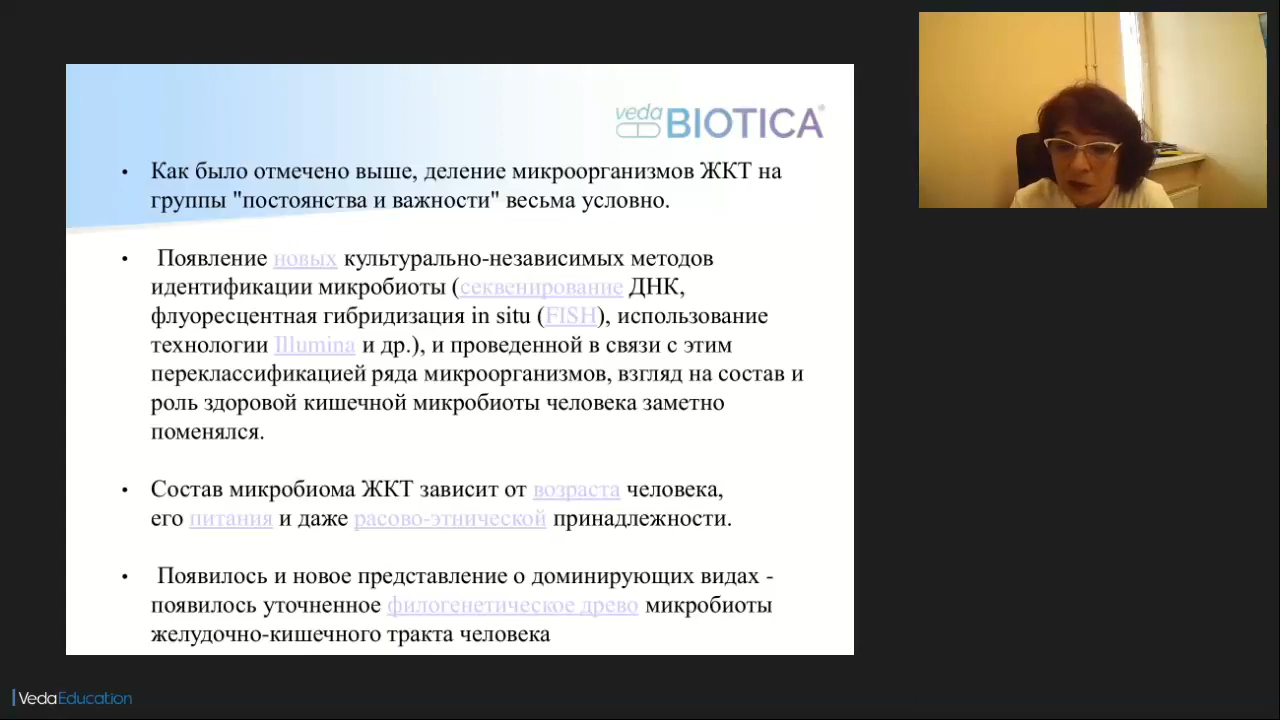 veda
BIOTICA®
• Как было отмечено выше, деление микроорганизмов ЖКТ на
группы "постоянства и важности" весьма условно.
• Появление новых культурально-независимых методов
идентификации микробиоты (секвенирование ДНК,
флуоресцентная гибридизация in situ (FISH), использование
технологии Illumina и др.), и проведенной в связи с этим
переклассификацией ряда микроорганизмов, взгляд на состав и
роль здоровой кишечной микробиоты человека заметно
поменялся.
• Состав микробиома ЖКТ зависит от возраста человека,
его питания и даже расово-этнической принадлежности.
• Появилось и новое представление о доминирующих видах -
появилось уточненное филогенетическое древо микробиоты
желудочно-кишечного тракта человека
VedaEducation